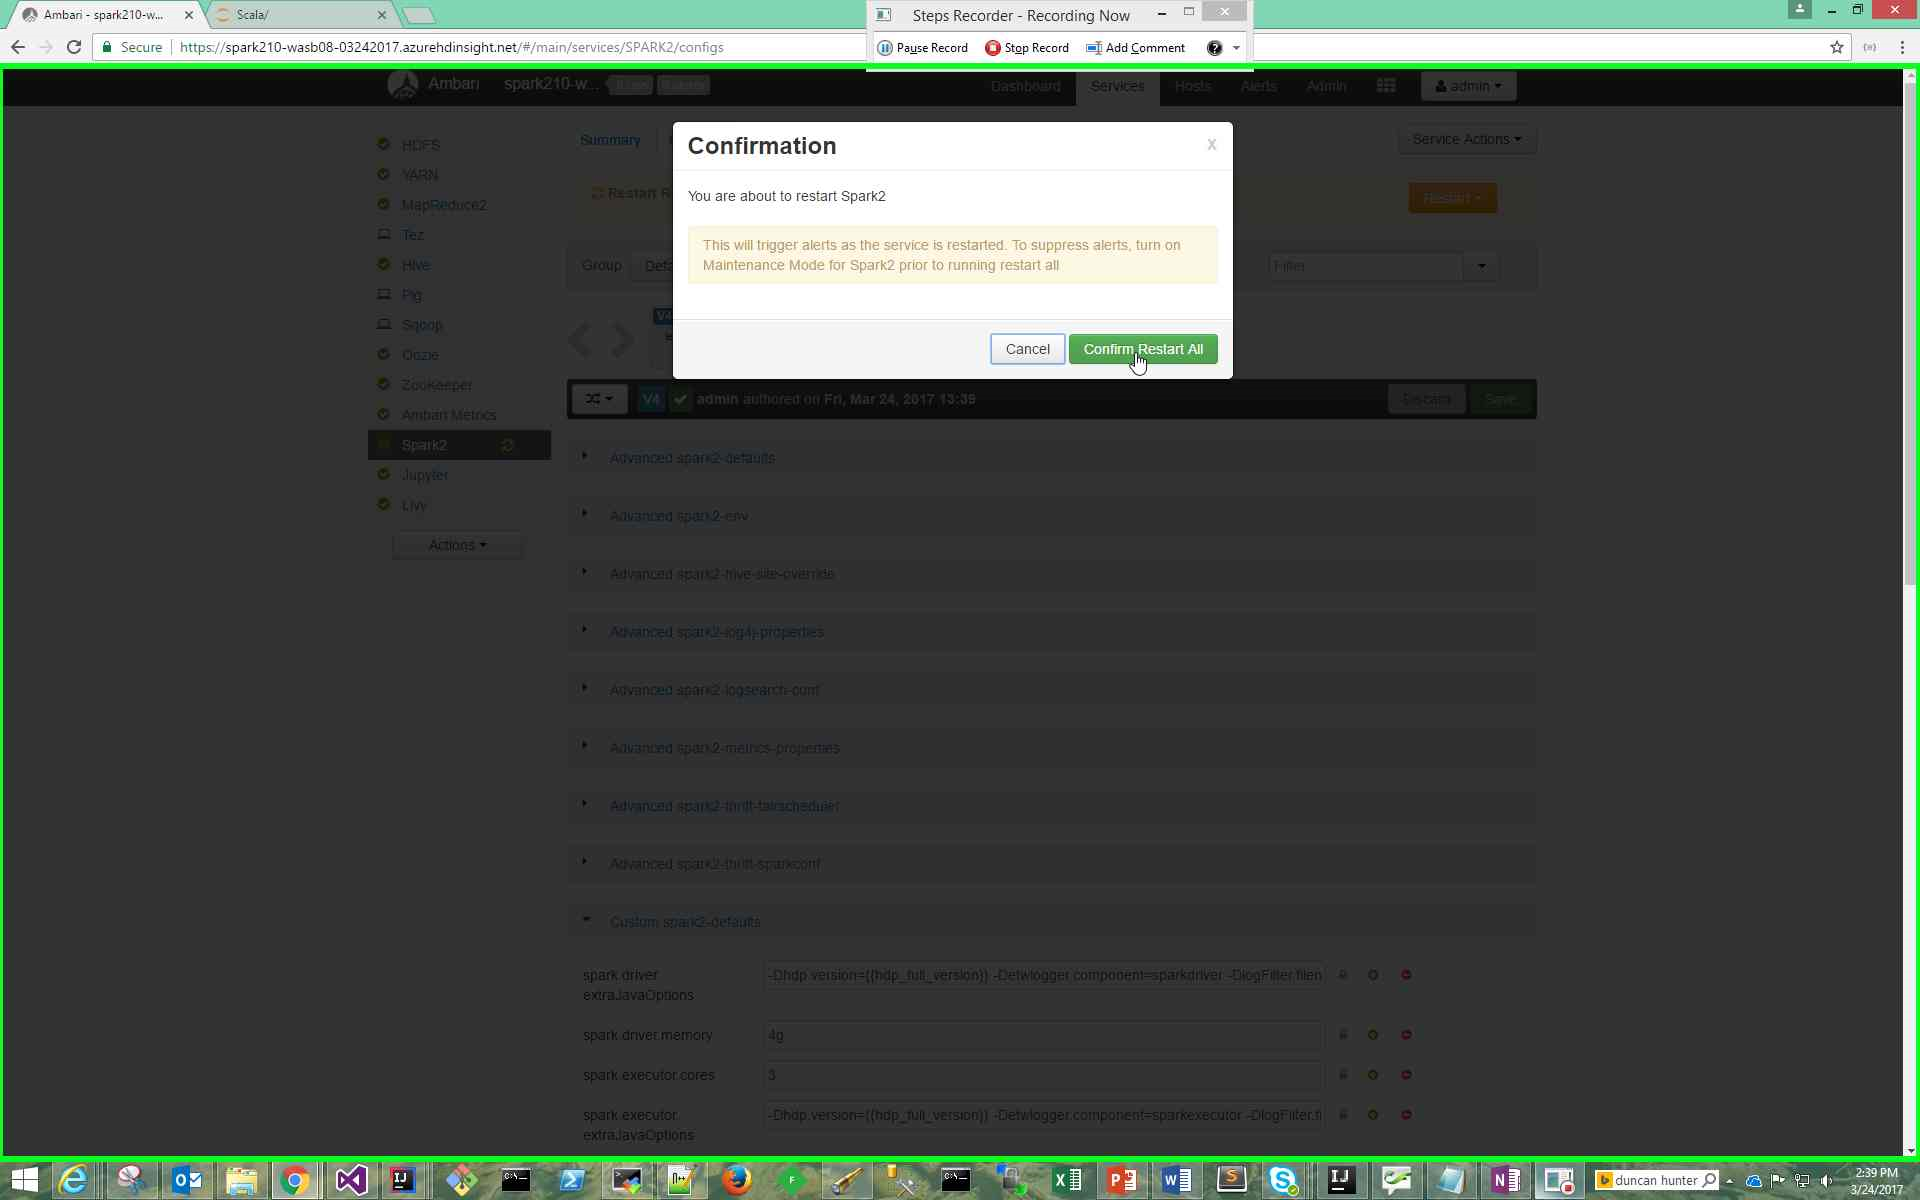 Ambari - spark210-w...
Scala/
Steps Recorder - Recording Now
Pause Record
Stop Record
Add Comment
Secure
https://spark210-wasb08-03242017.azurehdinsight.net/#/main/services/SPARK2/configs
Ambari
spark210-w...
Dashboard
Services
Hosts
Alerts
Admin
admin
HDFS
YARN
MapReduce2
Tez
Hive
Pig
Sqoop
Oozie
ZooKeeper
Ambari Metrics
Spark2
Jupyter
Livy
Actions
Summary
Service Actions
Restart R
Restart
Group
Defa
Filter
V4
Confirmation
x
You are about to restart Spark2
This will trigger alerts as the service is restarted. To suppress alerts, turn on
Maintenance Mode for Spark2 prior to running restart all
Cancel
Confirm Restart All
V4
admin authored on Fri, Mar 24, 2017 13:39
Discard
Save
Advanced spark2-defaults
Advanced spark2-env
Advanced spark2-hive-site-override
Advanced spark2-log4j-properties
Advanced spark2-logsearch-conf
Advanced spark2-metrics-properties
Advanced spark2-thrift-fairscheduler
Advanced spark2-thrift-sparkconf
Custom spark2-defaults
spark.driver.
extraJavaOptions
-Dhdp.version={{hdp_full_version}} -Detwlogger.component=sparkdriver -DlogFilter.filen
spark.driver.memory
4g
spark.executor.cores
3
spark.executor.
extraJavaOptions
-Dhdp.version={{hdp_full_version}} -Detwlogger.component=sparkexecutor -DlogFilter.fi
duncan hunter
2:39 PM
3/24/2017